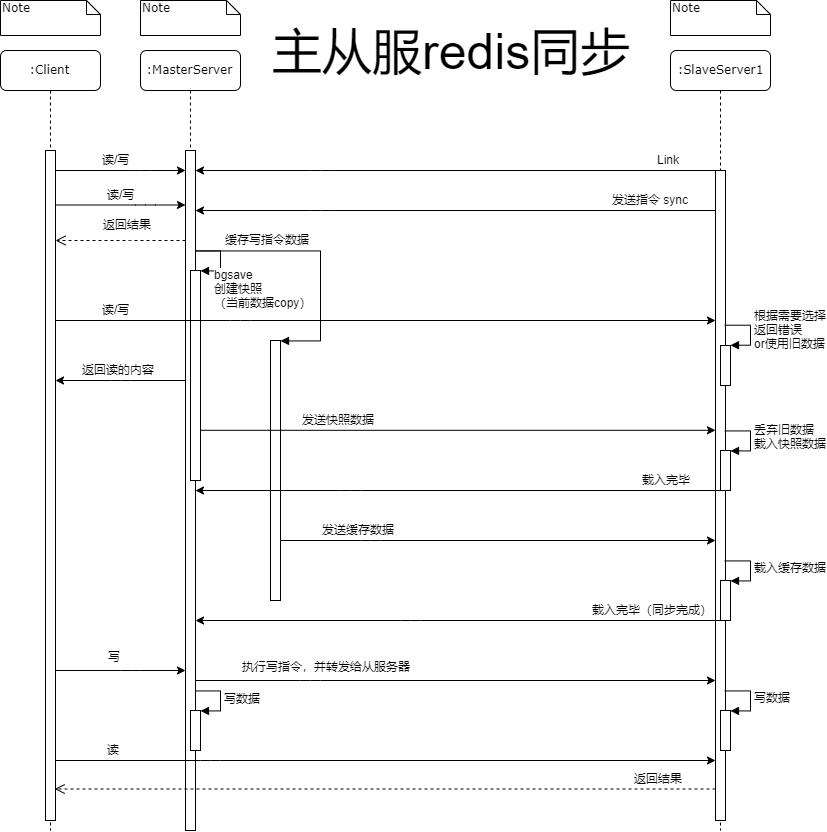 Note
Note
Note
主从服redis同步
:Client
:MasterServer
:SlaveServer1
读/写
Link
读/写
发送指令 sync
返回结果
缓存写指令数据
bgsave
创建快照
（当前数据copy）
读/写
根据需要选择
返回错误
or使用旧数据
返回读的内容
发送快照数据
丢弃旧数据
载入快照数据
载入完毕
发送缓存数据
载入缓存数据
载入完毕（同步完成）
写
执行写指令，并转发给从服务器
写数据
写数据
读
返回结果